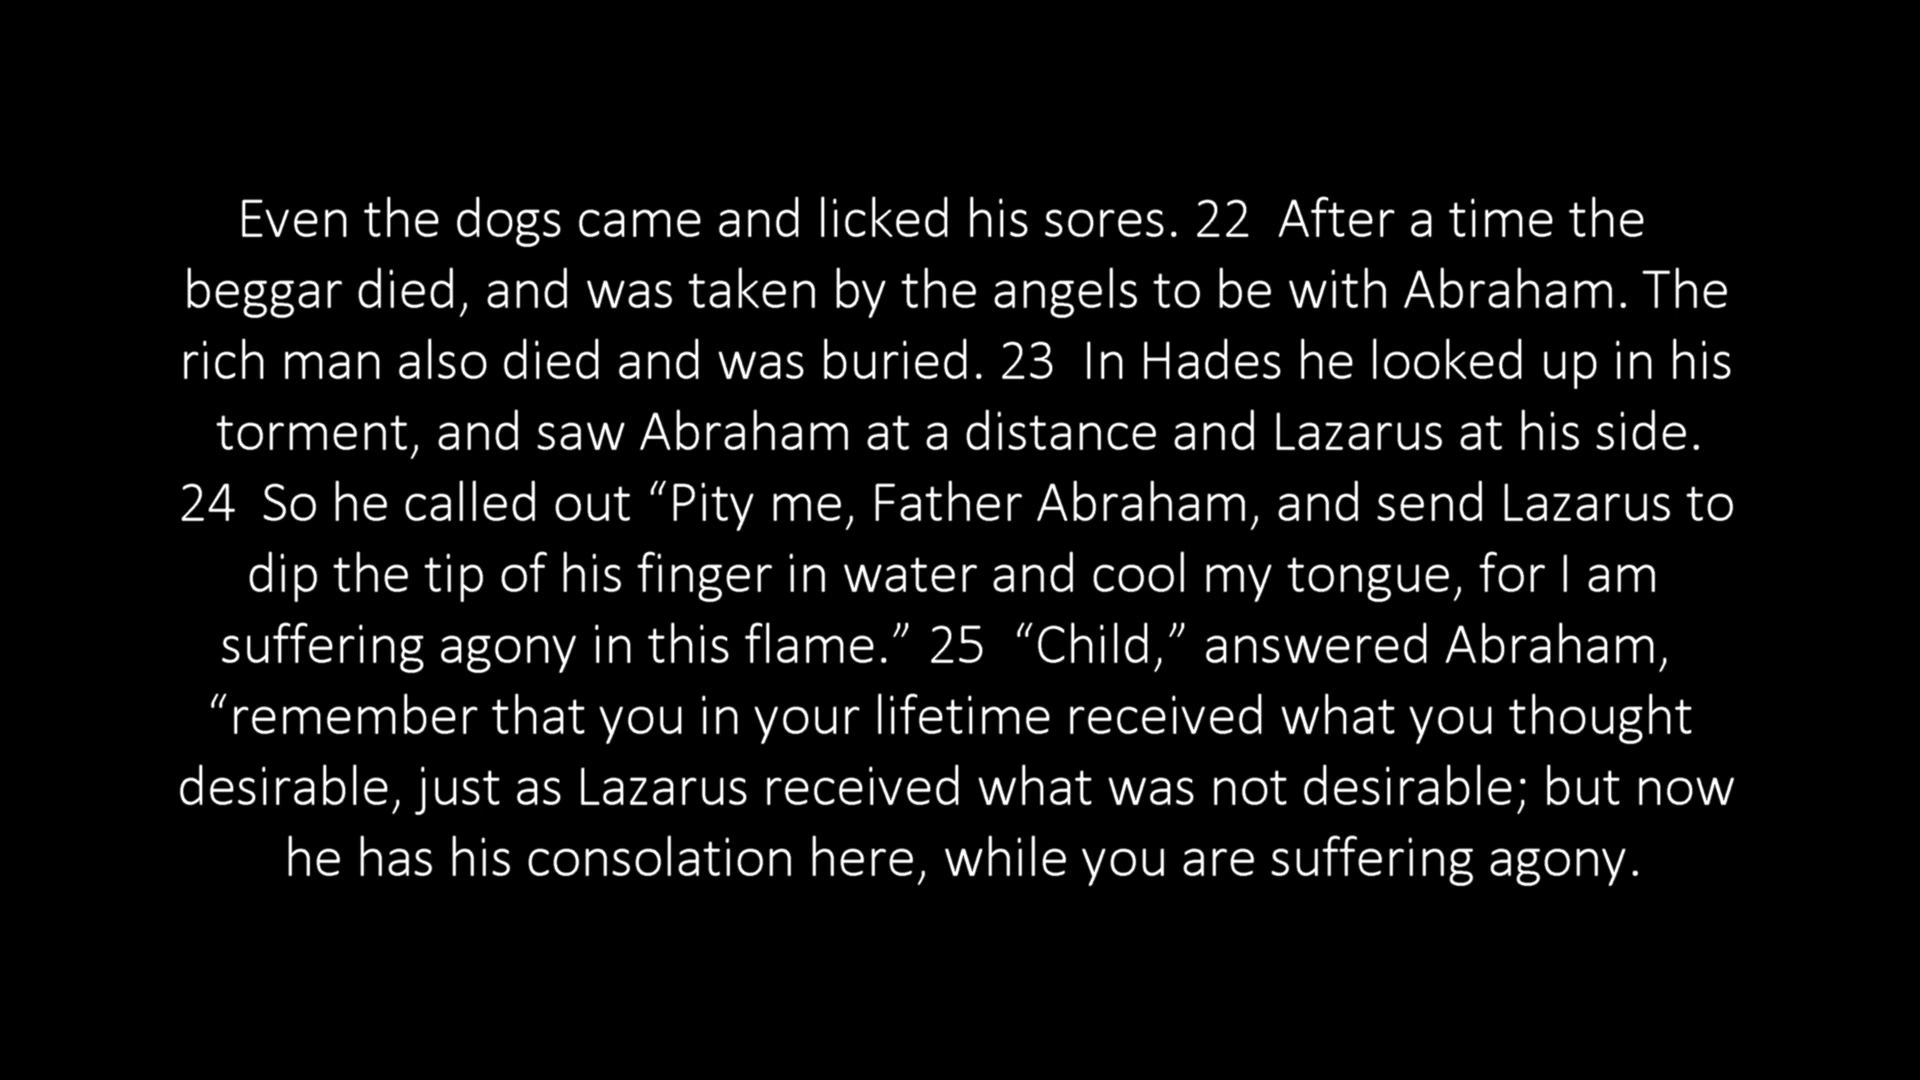 Even the dogs came and licked his sores. 22  After a time the
beggar died, and was taken by the angels to be with Abraham. The
rich man also died and was buried. 23  In Hades he looked up in his
torment, and saw Abraham at a distance and Lazarus at his side.
24  So he called out “Pity me, Father Abraham, and send Lazarus to
dip the tip of his finger in water and cool my tongue, for I am
suffering agony in this flame.” 25  “Child,” answered Abraham,
“remember that you in your lifetime received what you thought
desirable, just as Lazarus received what was not desirable; but now
he has his consolation here, while you are suffering agony.